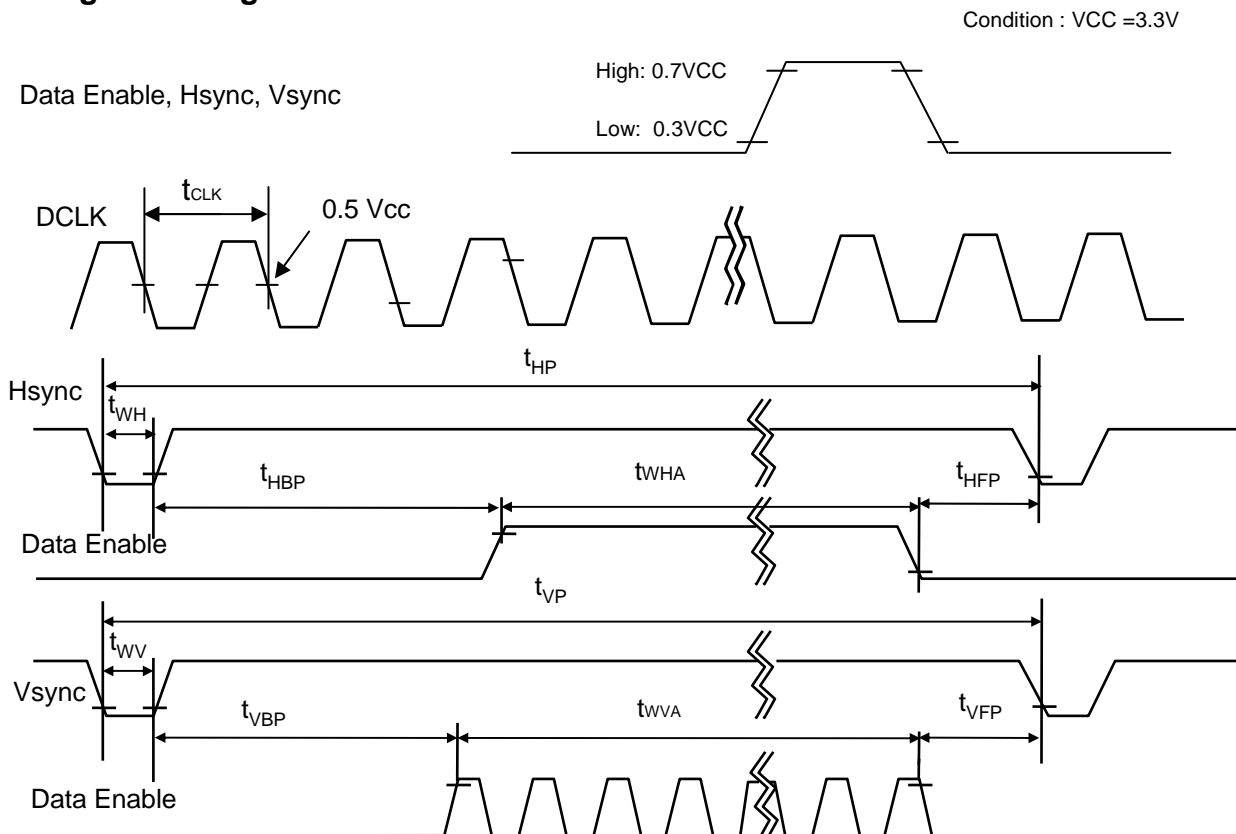 Condition : VCC =3.3V
High: 0.7VCC
Data Enable, Hsync, Vsync
Low: 0.3VCC
tCLK
0.5 Vcc
DCLK
tHP
Hsync
tWH
tHBP
tWHA
tHFP
Data Enable
tVP
tWV
Vsync
tVBP
tWVA
tVFP
Data Enable